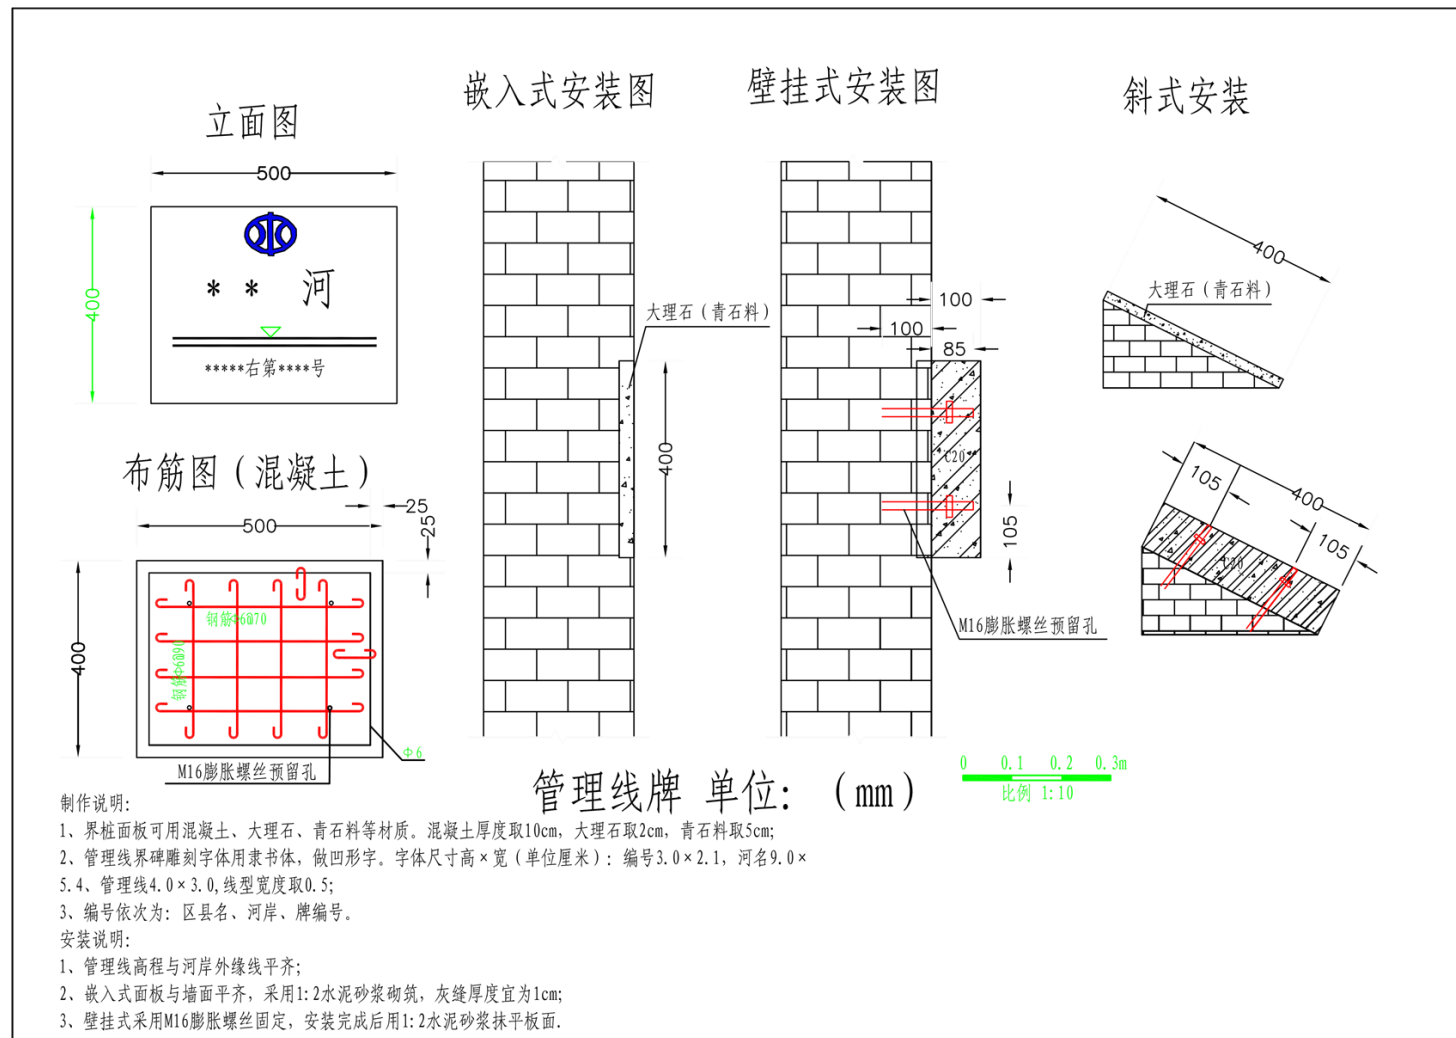 立面图
嵌入式安装图
壁挂式安装图
斜式安装
500
400
** 河
*****右第****号
大理石（青石料）
400
100
100
85
400
C20
105
M16膨胀螺丝预留孔
400
大理石（青石料）
105
400
105
C20
布筋图（混凝土）
500
25
25
400
钢筋Φ6@70
钢筋Φ6@90
Φ6
M16膨胀螺丝预留孔
管理线牌 单位：（mm）
0 0.1 0.2 0.3m
比例 1:10
制作说明：
1、界桩面板可用混凝土、大理石、青石料等材质。混凝土厚度取10cm，大理石取2cm，青石料取5cm；
2、管理线界碑雕刻字体用隶书体，做凹形字。字体尺寸高×宽（单位厘米）：编号3.0×2.1，河名9.0×
5.4、管理线4.0×3.0,线型宽度取0.5；
3、编号依次为：区县名、河岸、牌编号。
安装说明：
1、管理线高程与河岸外缘线平齐；
2、嵌入式面板与墙面平齐，采用1:2水泥砂浆砌筑，灰缝厚度宜为1cm；
3、壁挂式采用M16膨胀螺丝固定，安装完成后用1:2水泥砂浆抹平板面.